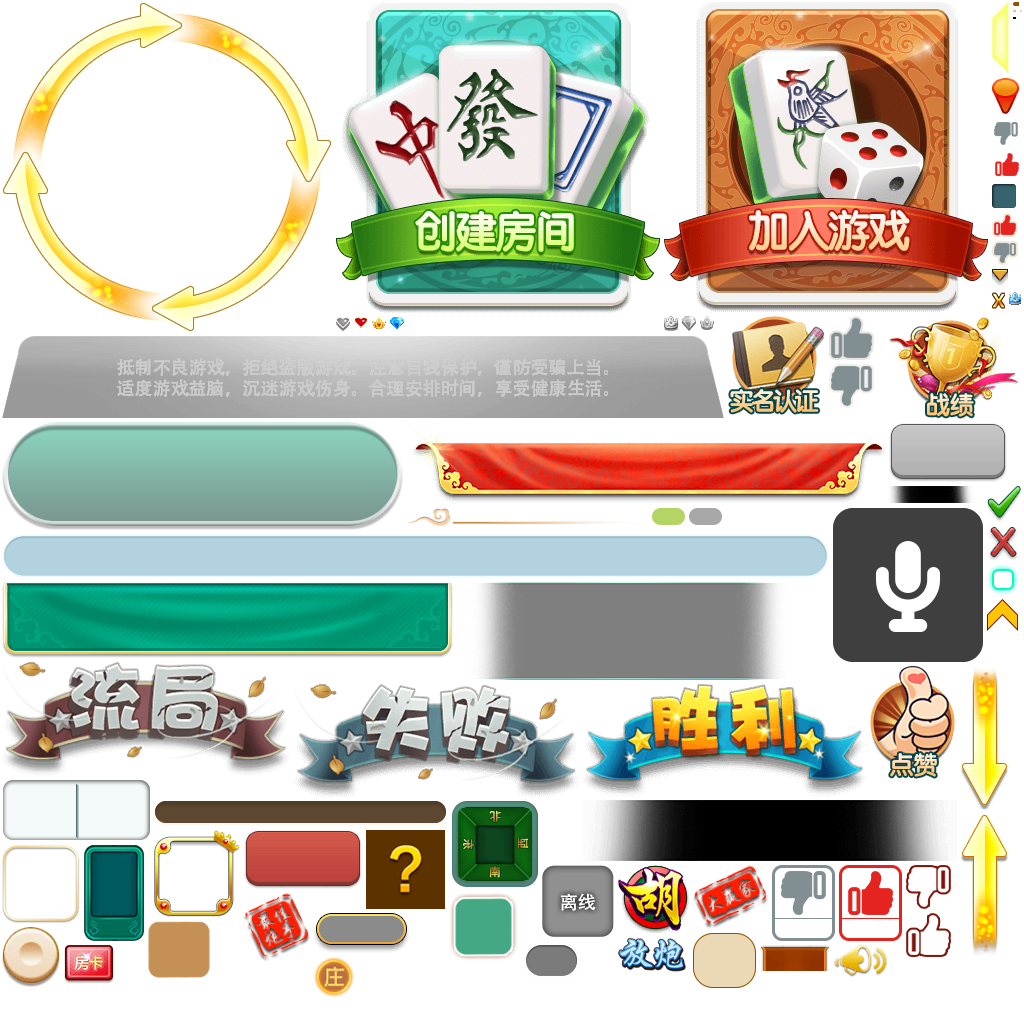 中
發
创建房间
加入游戏
抵制不良游戏，拒绝盗版游戏。注意自我保护，谨防受骗上当。
适度游戏益脑，沉迷游戏伤身。合理安排时间，享受健康生活。
实名认证
1
战绩
流局
失败
胜利
点赞
北
南
?
离线
胡
大赢家
放炮
房卡
庄